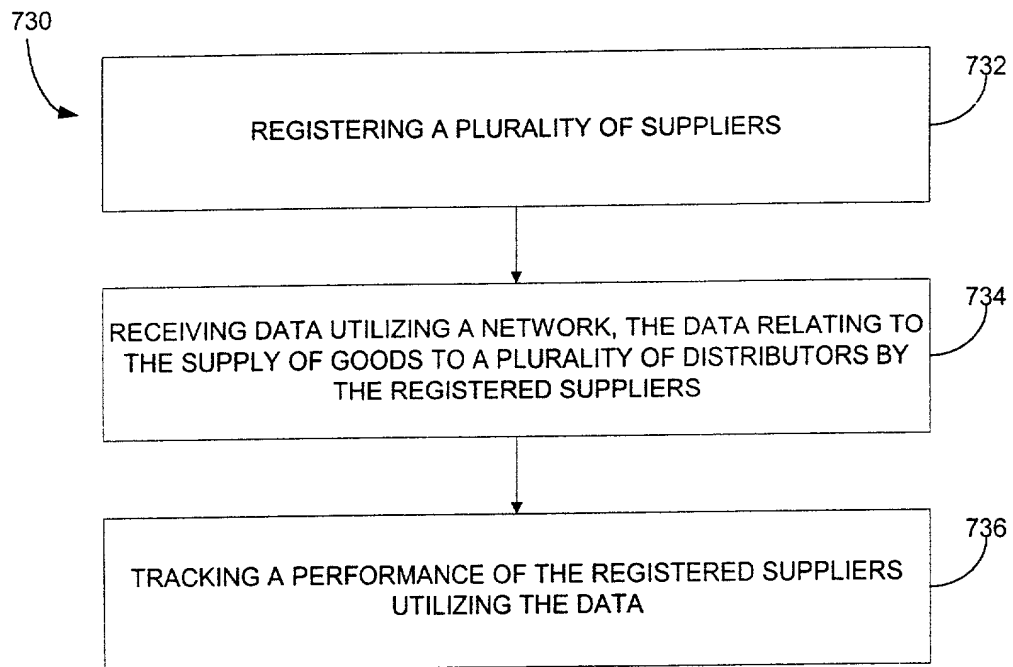 730
732
REGISTERING A PLURALITY OF SUPPLIERS
734
RECEIVING DATA UTILIZING A NETWORK, THE DATA RELATING TO
THE SUPPLY OF GOODS TO A PLURALITY OF DISTRIBUTORS BY
THE REGISTERED SUPPLIERS
736
TRACKING A PERFORMANCE OF THE REGISTERED SUPPLIERS
UTILIZING THE DATA